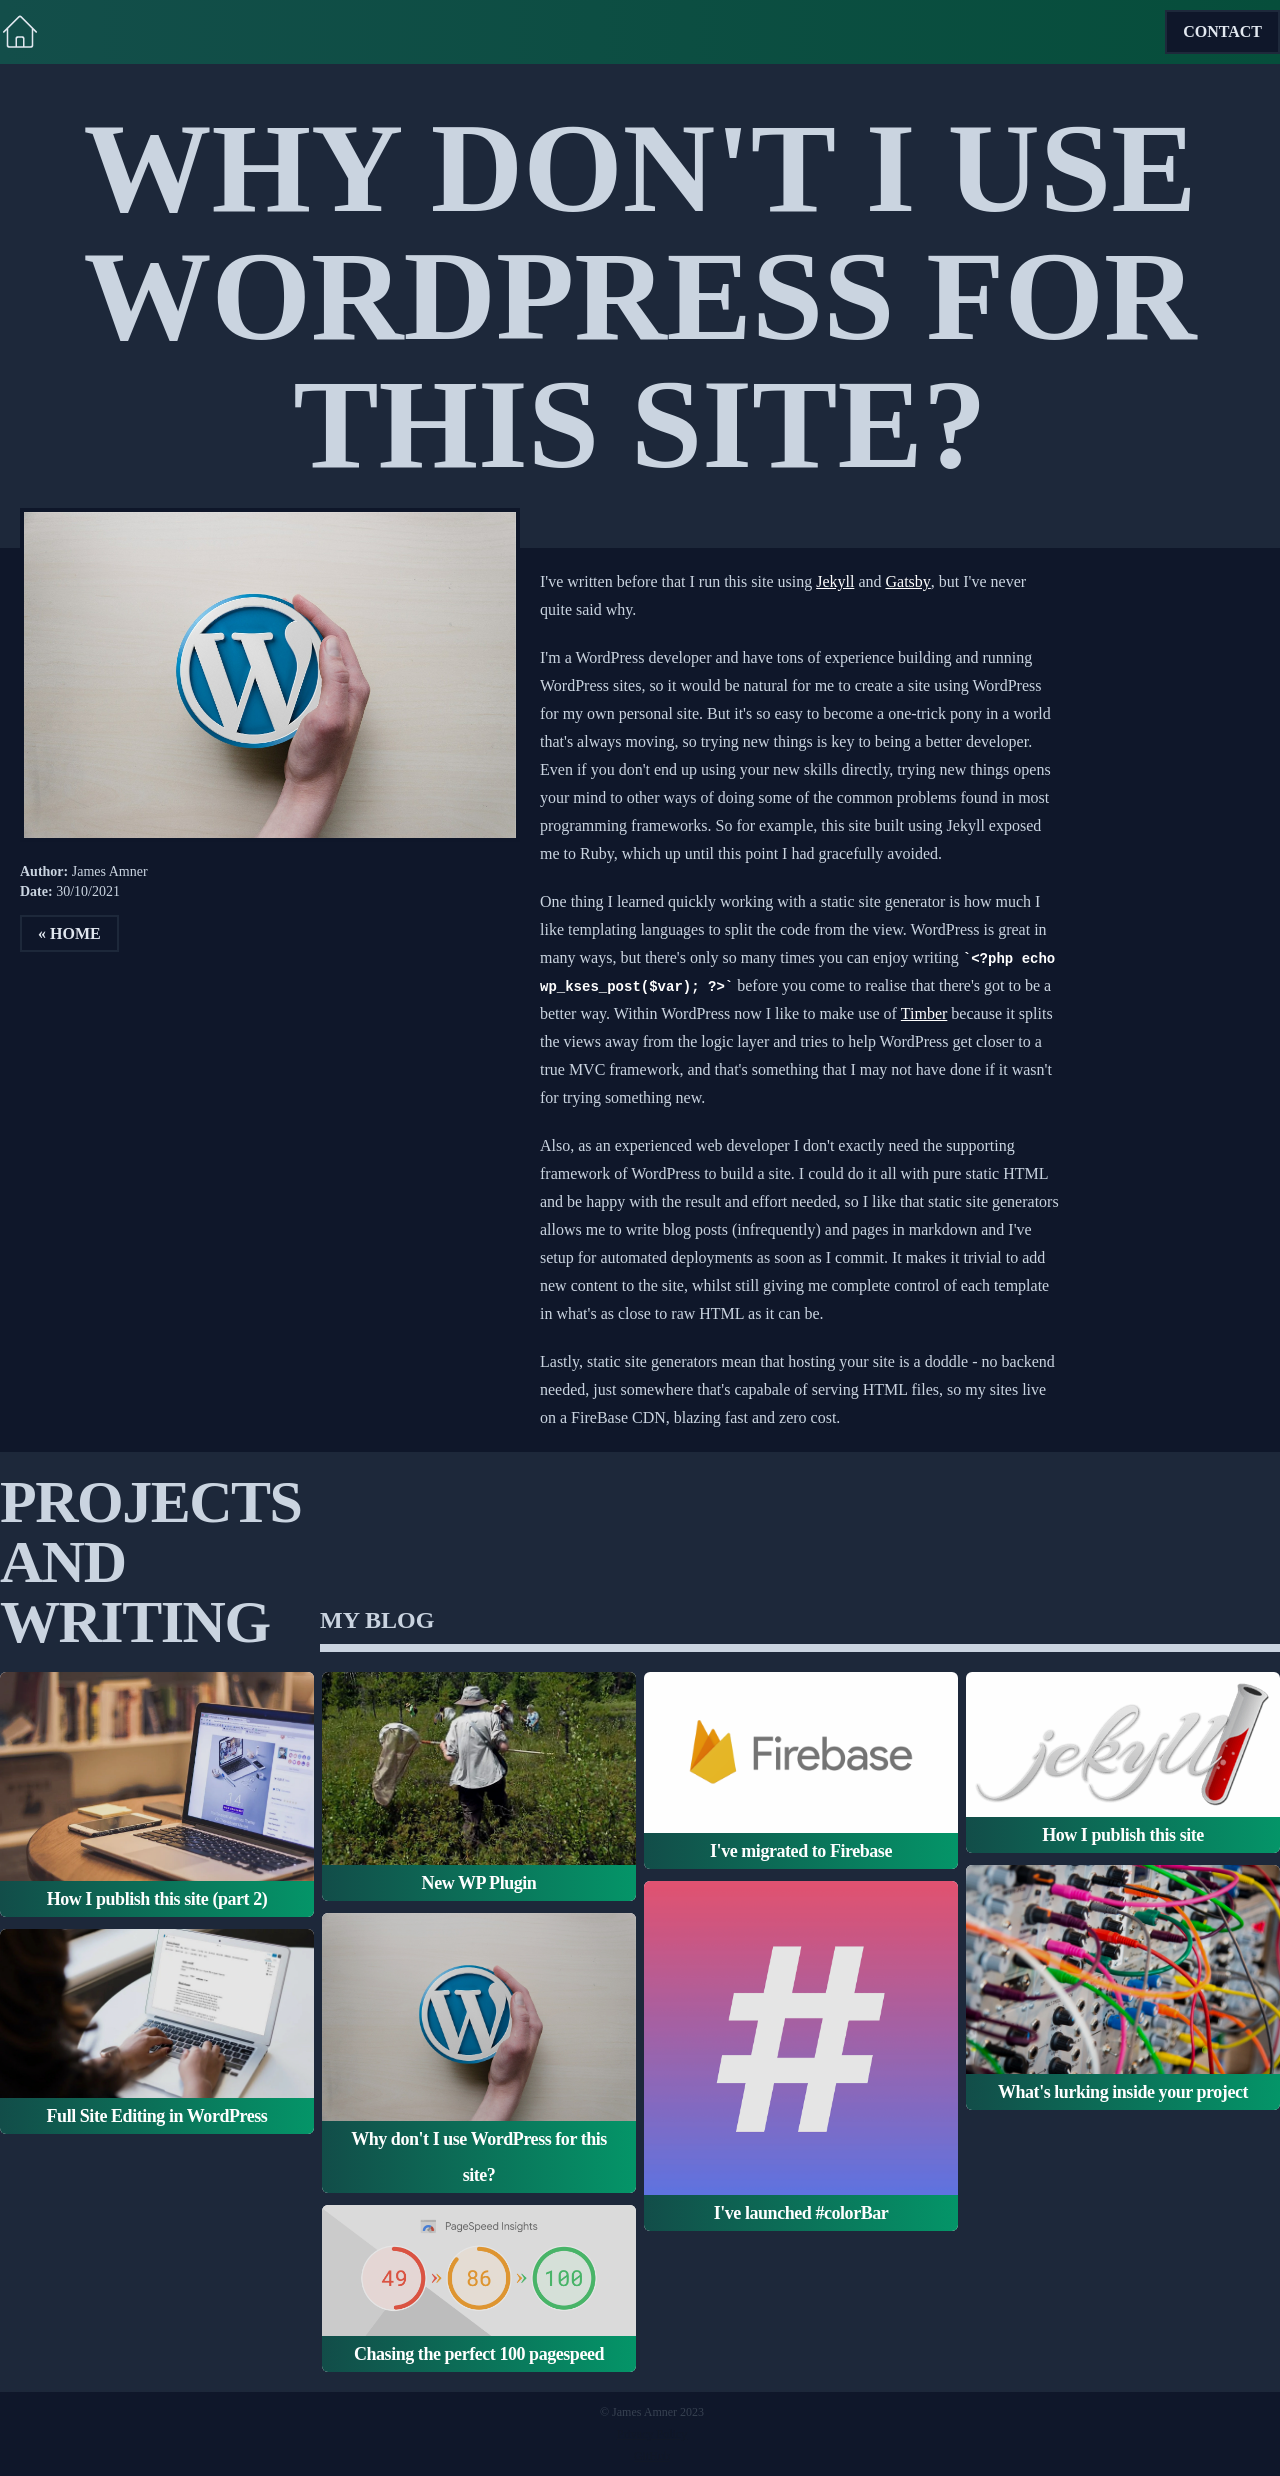 CONTACT
WHY DON'T I USE
WORDPRESS FOR
THIS SITE?
I've written before that I run this site using Jekyll and Gatsby, but I've never
quite said why.
I'm a WordPress developer and have tons of experience building and running
WordPress sites, so it would be natural for me to create a site using WordPress
for my own personal site. But it's so easy to become a one-trick pony in a world
that's always moving, so trying new things is key to being a better developer.
Even if you don't end up using your new skills directly, trying new things opens
your mind to other ways of doing some of the common problems found in most
programming frameworks. So for example, this site built using Jekyll exposed
me to Ruby, which up until this point I had gracefully avoided.
Author: James Amner
Date: 30/10/2021
« HOME
One thing I learned quickly working with a static site generator is how much I
like templating languages to split the code from the view. WordPress is great in
many ways, but there's only so many times you can enjoy writing `<?php echo
wp_kses_post($var); ?>` before you come to realise that there's got to be a
better way. Within WordPress now I like to make use of Timber because it splits
the views away from the logic layer and tries to help WordPress get closer to a
true MVC framework, and that's something that I may not have done if it wasn't
for trying something new.
Also, as an experienced web developer I don't exactly need the supporting
framework of WordPress to build a site. I could do it all with pure static HTML
and be happy with the result and effort needed, so I like that static site generators
allows me to write blog posts (infrequently) and pages in markdown and I've
setup for automated deployments as soon as I commit. It makes it trivial to add
new content to the site, whilst still giving me complete control of each template
in what's as close to raw HTML as it can be.
Lastly, static site generators mean that hosting your site is a doddle - no backend
needed, just somewhere that's capabale of serving HTML files, so my sites live
on a FireBase CDN, blazing fast and zero cost.
PROJECTS
AND
WRITING
MY BLOG
How I publish this site (part 2)
Full Site Editing in WordPress
New WP Plugin
W
Why don't I use WordPress for this
site?
PageSpeed Insights
49 » 86 » 100
Chasing the perfect 100 pagespeed
Firebase
I've migrated to Firebase
#
I've launched #colorBar
jekyll
How I publish this site
What's lurking inside your project
© James Amner 2023